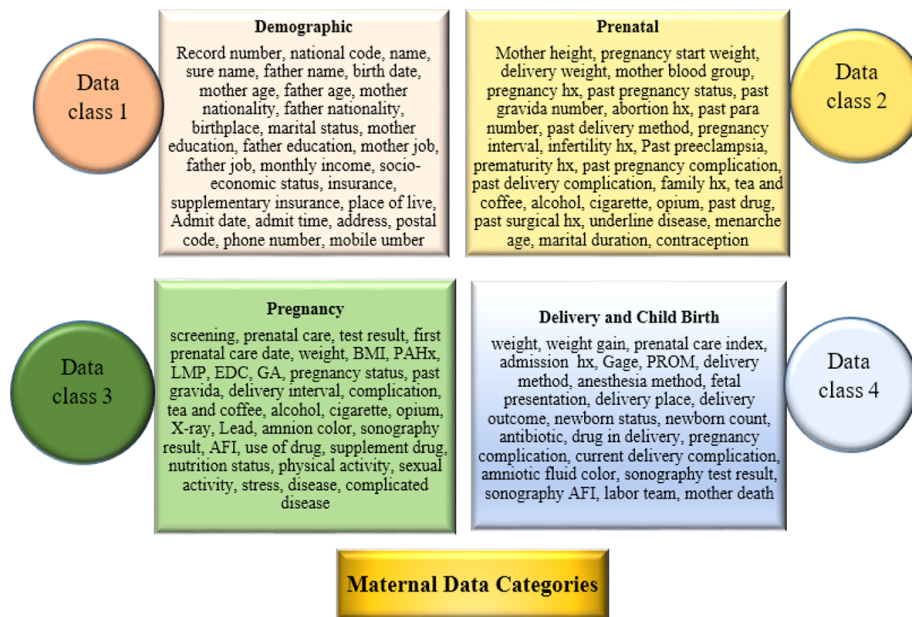 Data
class 1
Demographic
Record number, national code, name,
sure name, father name, birth date,
mother age, father age, mother
nationality, father nationality,
birthplace, marital status, mother
education, father education, mother job,
father job, monthly income, socio-
economic status, insurance,
supplementary insurance, place of live,
Admit date, admit time, address, postal
code, phone number, mobile umber
Prenatal
Mother height, pregnancy start weight,
delivery weight, mother blood group,
pregnancy hx, past pregnancy status, past
gravida number, abortion hx, past para
number, past delivery method, pregnancy
interval, infertility hx, Past preeclampsia,
prematurity hx, past pregnancy complication,
past delivery complication, family hx, tea and
coffee, alcohol, cigarette, opium, past drug,
past surgical hx, underline disease, menarche
age, marital duration, contraception
Data
class 2
Data
class 3
Pregnancy
screening, prenatal care, test result, first
prenatal care date, weight, BMI, PAHx,
LMP, EDC, GA, pregnancy status, past
gravida, delivery interval, complication,
tea and coffee, alcohol, cigarette, opium,
X-ray, Lead, amnion color, sonography
result, AFI, use of drug, supplement drug,
nutrition status, physical activity, sexual
activity, stress, disease, complicated
disease
Delivery and Child Birth
weight, weight gain, prenatal care index,
admission hx, Gage, PROM, delivery
method, anesthesia method, fetal
presentation, delivery place, delivery
outcome, newborn status, newborn count,
antibiotic, drug in delivery, pregnancy
complication, current delivery complication,
amniotic fluid color, sonography test result,
sonography AFI, labor team, mother death
Data
class 4
Maternal Data Categories